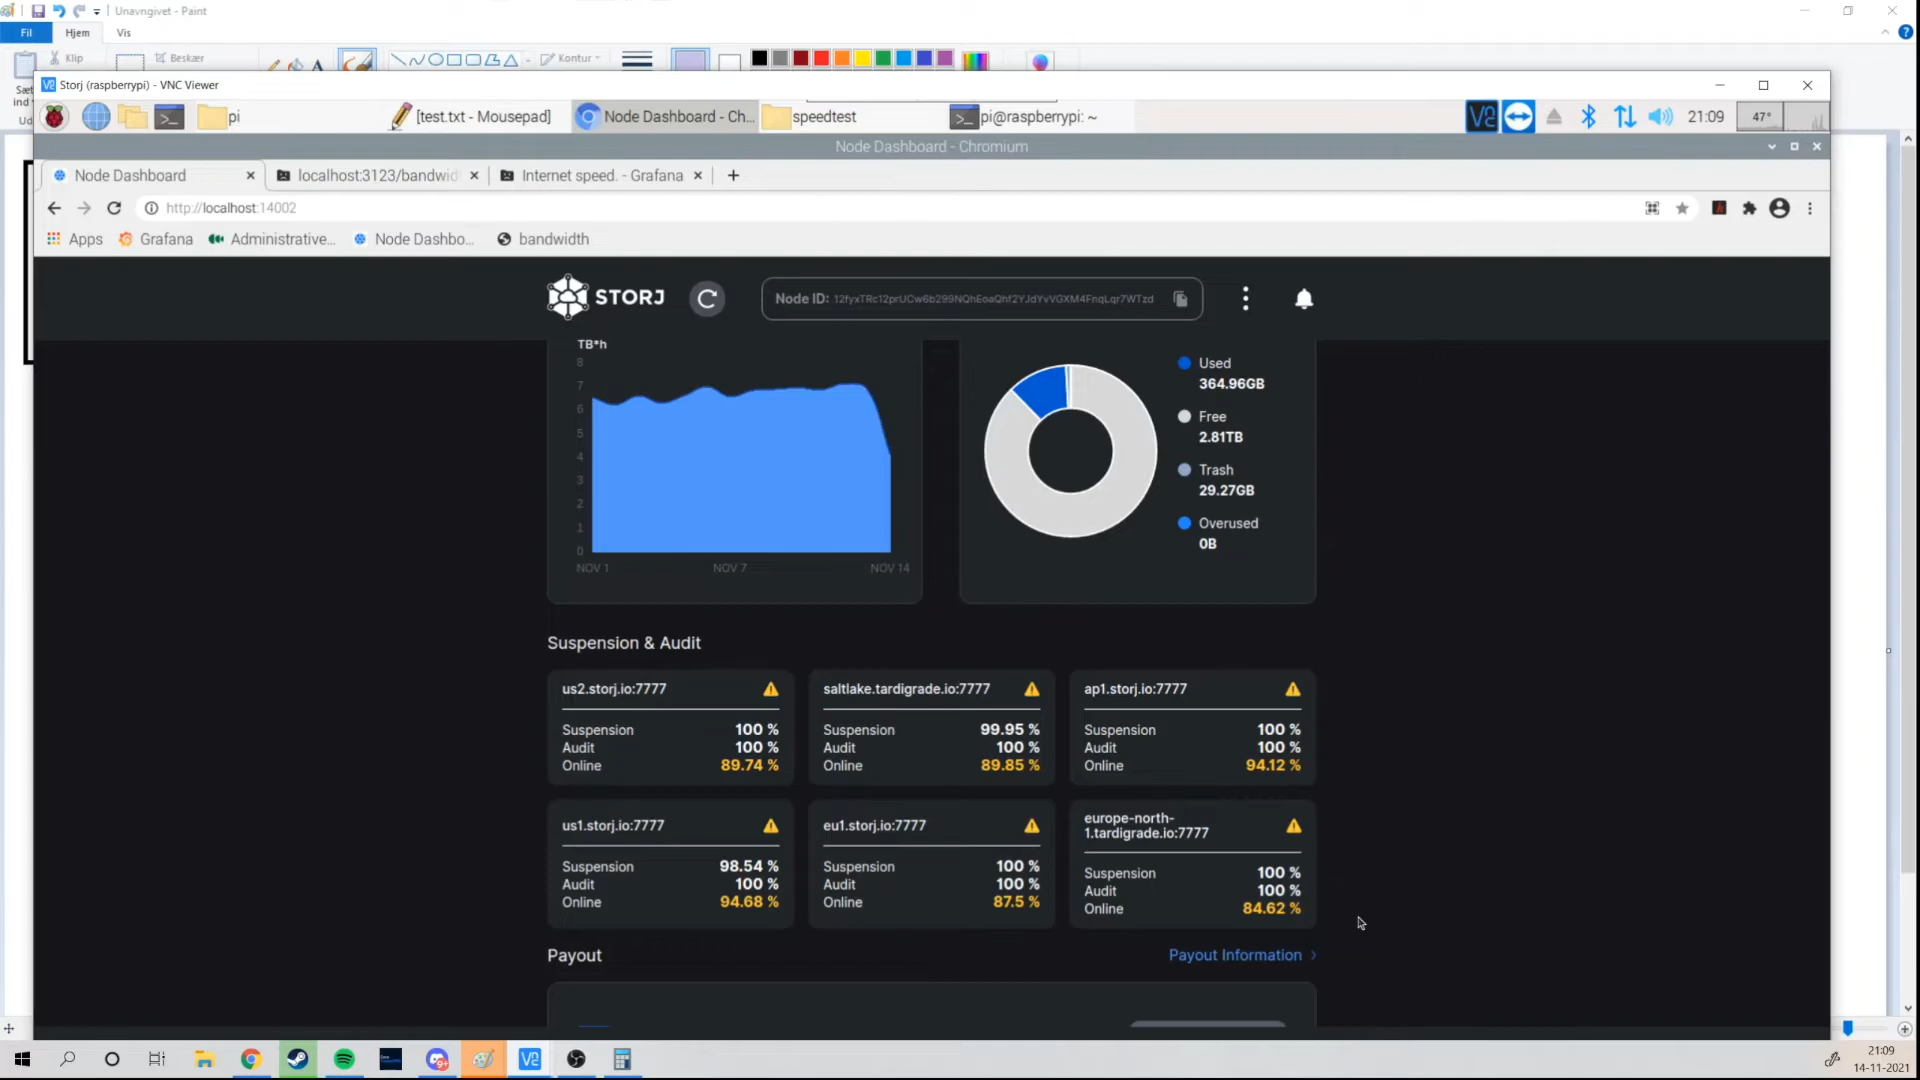 Unavngivet - Paint
Fil
Hjem
Vis
Klip
Beskær
Kontur
Sæt
ind
Ud
Storj (raspberrypi) - VNC Viewer
pi
[test.txt - Mousepad]
Node Dashboard - Ch...
speedtest
pi@raspberrypi: ~
21:09
47°
Node Dashboard - Chromium
Node Dashboard
localhost:3123/bandwid
Internet speed. - Grafana
http://localhost:14002
Apps
Grafana
Administrative...
Node Dashbo...
bandwidth
STORJ
Node ID: 12fyxTRc12prUCw6b299NQhEoaQhf2YJdYvVGXM4FnqLqr7WTzd
TB*h
8
7
6
5
4
3
2
1
0
NOV 1
NOV 7
NOV 14
Used
364.96GB
Free
2.81TB
Trash
29.27GB
Overused
0B
Suspension & Audit
us2.storj.io:7777
Suspension 100 %
Audit 100 %
Online 89.74 %
saltlake.tardigrade.io:7777
Suspension 99.95 %
Audit 100 %
Online 89.85 %
ap1.storj.io:7777
Suspension 100 %
Audit 100 %
Online 94.12 %
us1.storj.io:7777
Suspension 98.54 %
Audit 100 %
Online 94.68 %
eu1.storj.io:7777
Suspension 100 %
Audit 100 %
Online 87.5 %
europe-north-
1.tardigrade.io:7777
Suspension 100 %
Audit 100 %
Online 84.62 %
Payout
Payout Information
21:09
14-11-2021